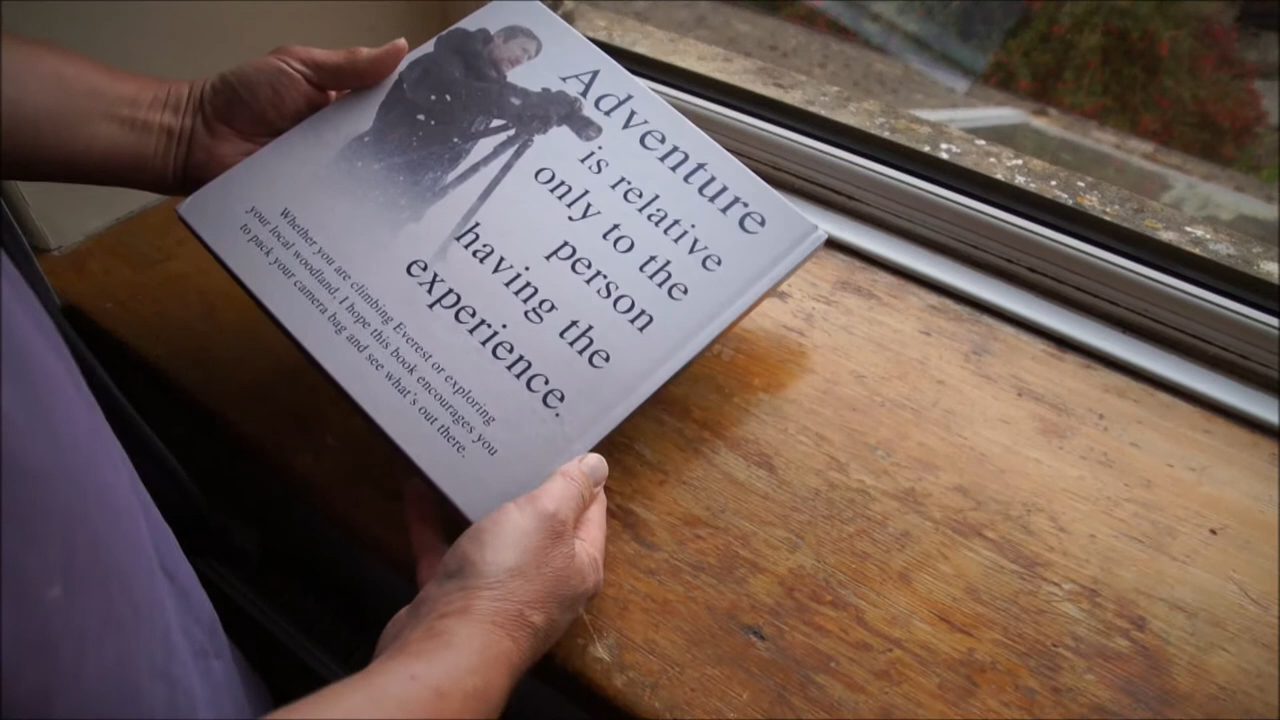 Adventure
is relative
only to the
person
having the
experience.
Whether you are climbing Everest or exploring
your local woodland, I hope this book encourages you
to pack your camera bag and see what's out there.